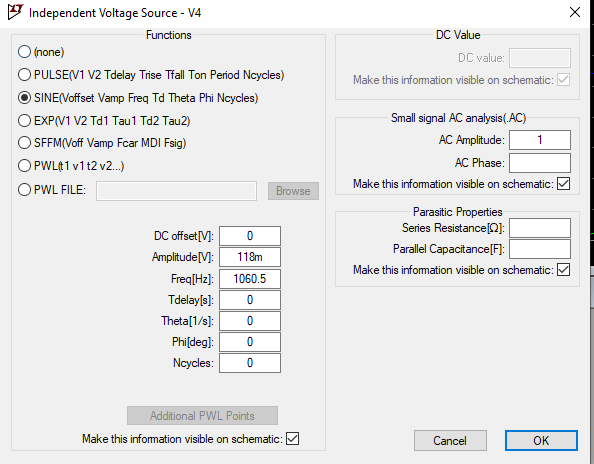 Independent Voltage Source - V4
Functions
(none)
PULSE(V1 V2 Tdelay Trise Tfall Ton Period Ncycles)
SINE(Voffset Vamp Freq Td Theta Phi Ncycles)
EXP(V1 V2 Td1 Tau1 Td2 Tau2)
SFFM(Voff Vamp Fcar MDI Fsig)
PWL(t1 v1 t2 v2...)
PWL FILE: Browse
DC offset[V]: 0
Amplitude[V]: 118m
Freq[Hz]: 1060.5
Tdelay[s]: 0
Theta[1/s]: 0
Phi[deg]: 0
Ncycles: 0
Additional PWL Points
Make this information visible on schematic:
DC Value
DC value:
Make this information visible on schematic:
Small signal AC analysis(.AC)
AC Amplitude: 1
AC Phase:
Make this information visible on schematic:
Parasitic Properties
Series Resistance[Ω]:
Parallel Capacitance[F]:
Make this information visible on schematic:
Cancel OK